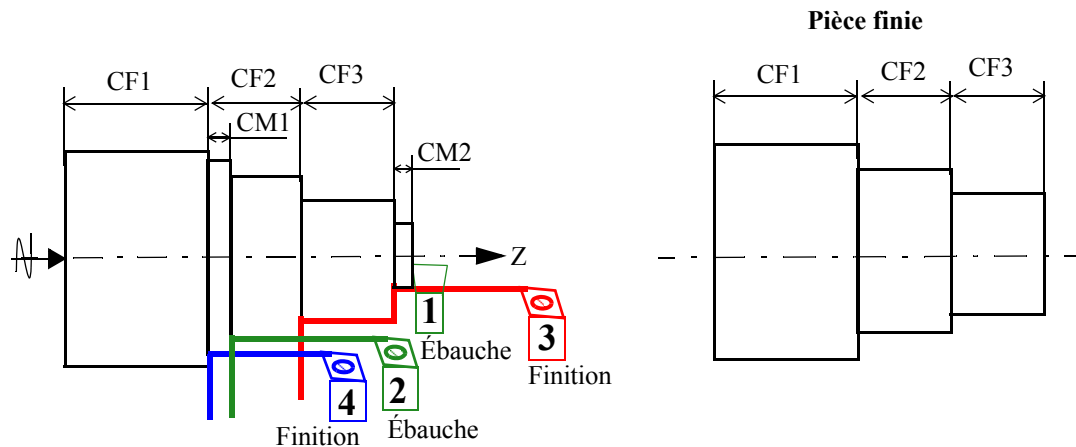 Pièce finie
CF1 CF2 CF3
CM1
CM2
Z
1
Ébauche
3
Finition
2
Ébauche
4
Finition
CF1 CF2 CF3